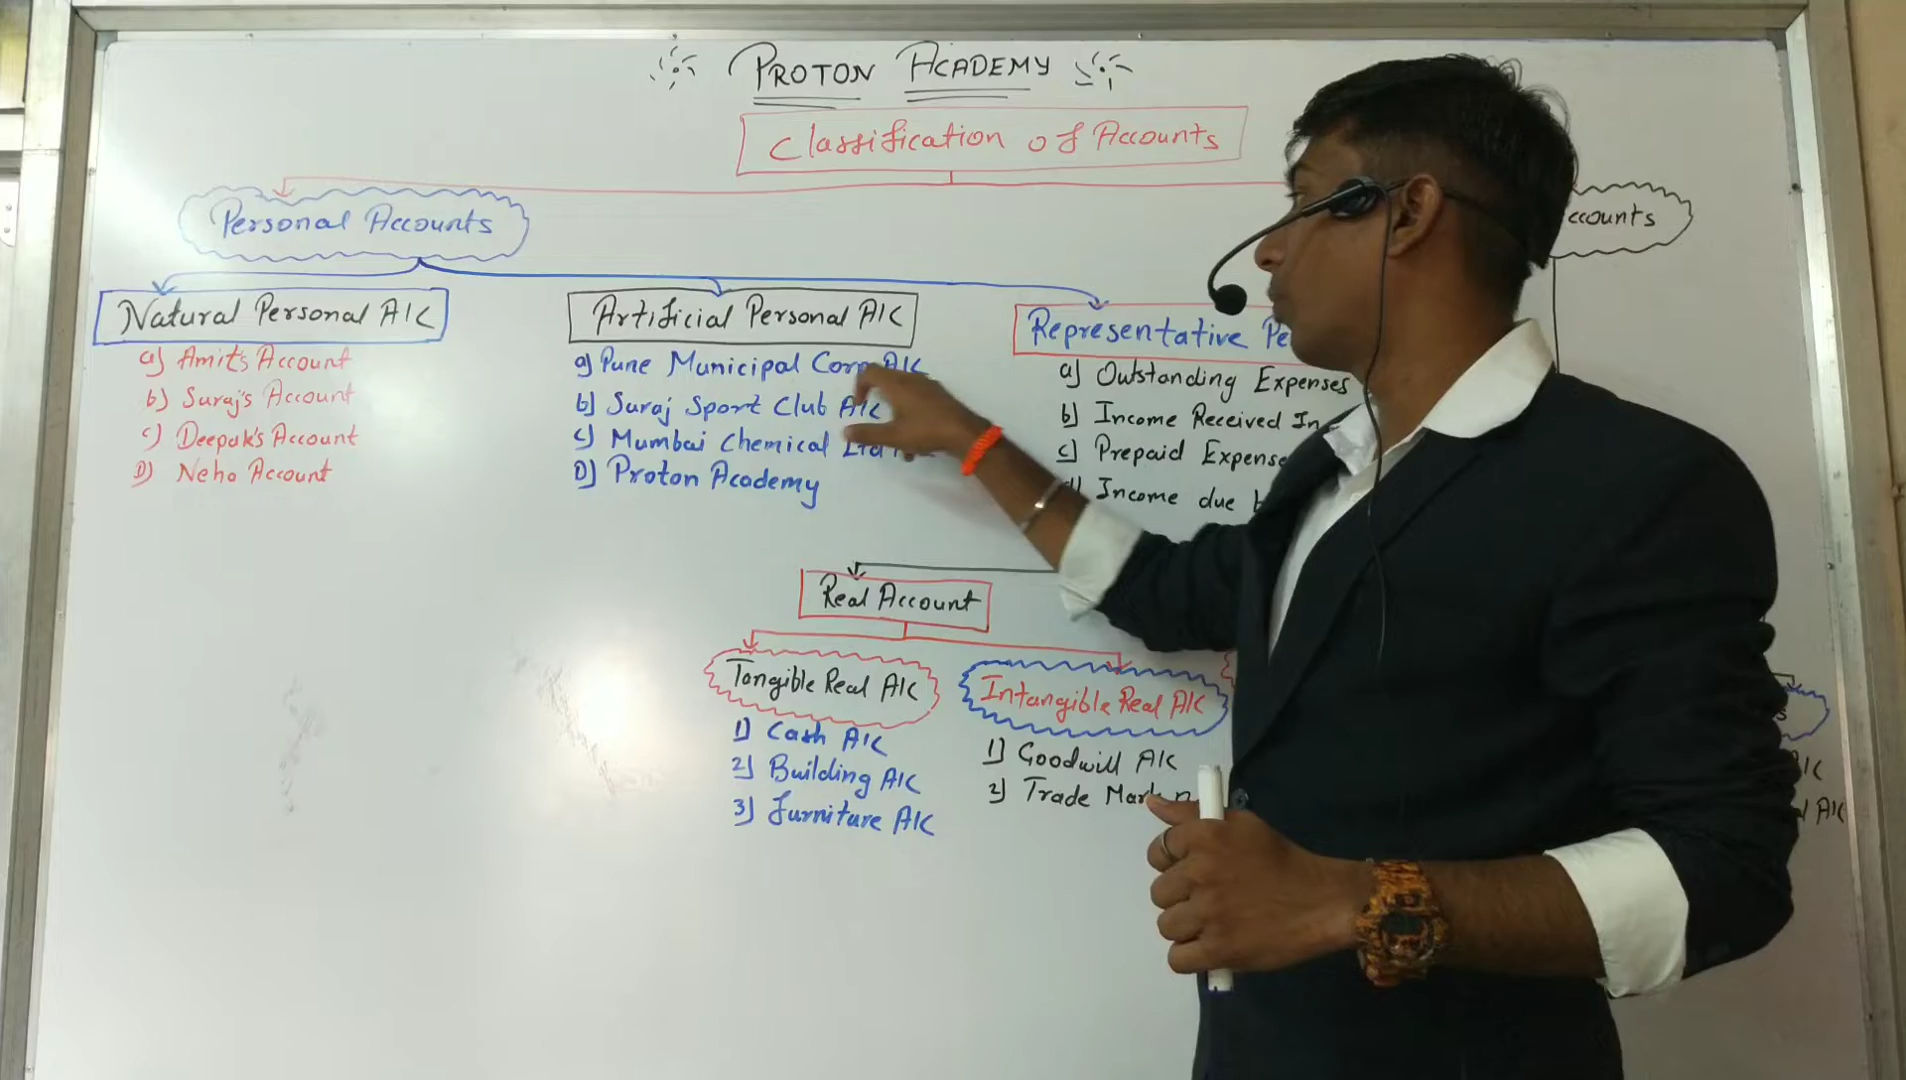 PROTON ACADEMY
Classification of Accounts
Personal Accounts
ccounts
Natural Personal A/C
a) Amit's Account
b) Suraj's Account
c) Deepak's Account
D) Neha Account
Artificial Personal A/C
a) Pune Municipal Corp A/C
b) Suraj Sport Club A/C
c) Mumbai Chemical Ltd
D) Proton Academy
Representative Pe
a) Outstanding Expenses
b) Income Received In
c) Prepaid Expense
d) Income due b
Real Account
Tangible Real A/C
1) Cash A/C
2) Building A/C
3) Furniture A/C
Intangible Real A/C
1) Goodwill A/C
2) Trade Mark
s
A/C
A/C